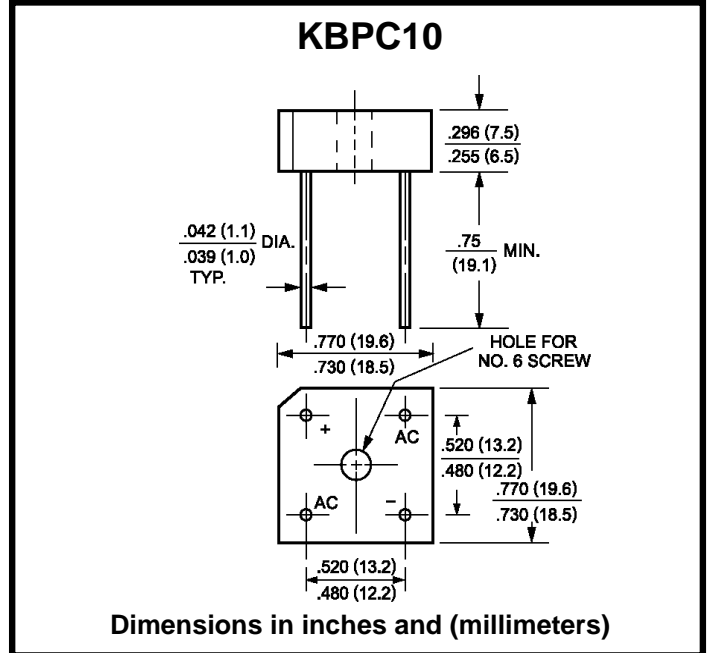 KBPC10
.296 (7.5)
.255 (6.5)
.042 (1.1)
.039 (1.0)
DIA.
TYP.
.75
(19.1)
MIN.
.770 (19.6)
.730 (18.5)
HOLE FOR
NO. 6 SCREW
+
AC
.520 (13.2)
.480 (12.2)
.770 (19.6)
.730 (18.5)
AC
–
.520 (13.2)
.480 (12.2)
Dimensions in inches and (millimeters)